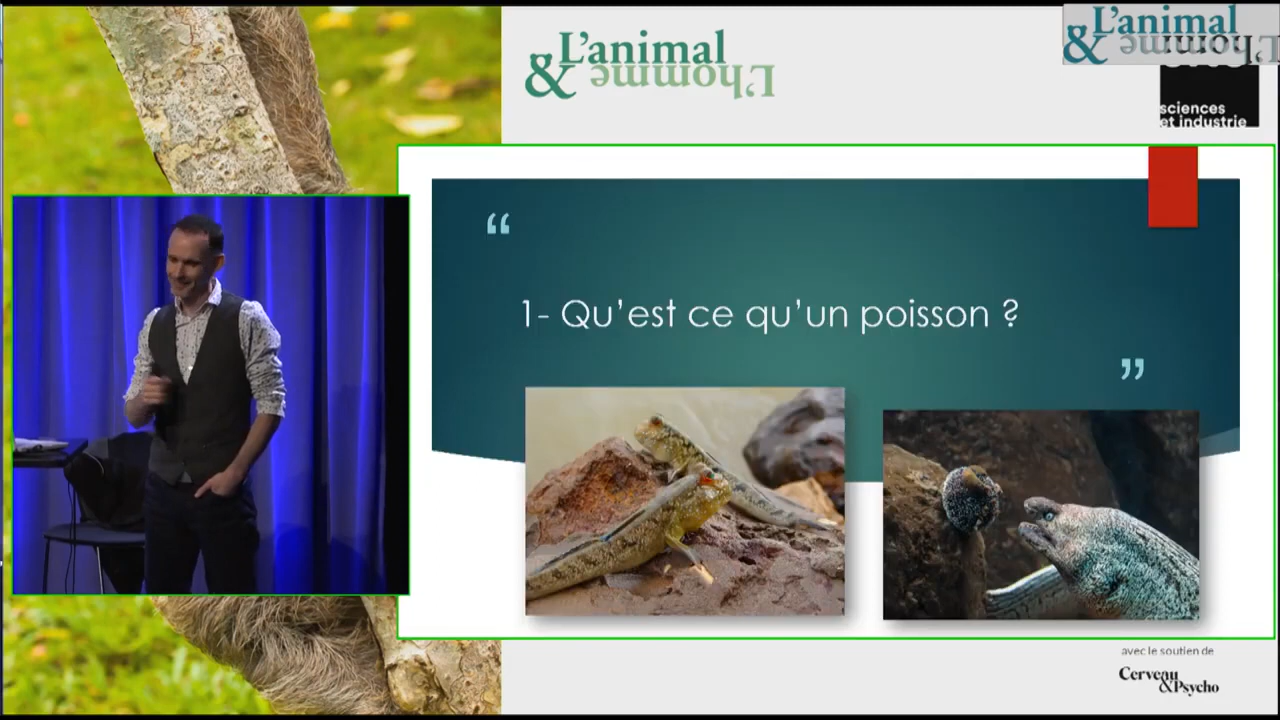 L'animal
& L'homme
L'animal
& L'homme
sciences
et industrie
“
1- Qu’est ce qu’un poisson ?
”
avec le soutien de
Cerveau
&Psycho